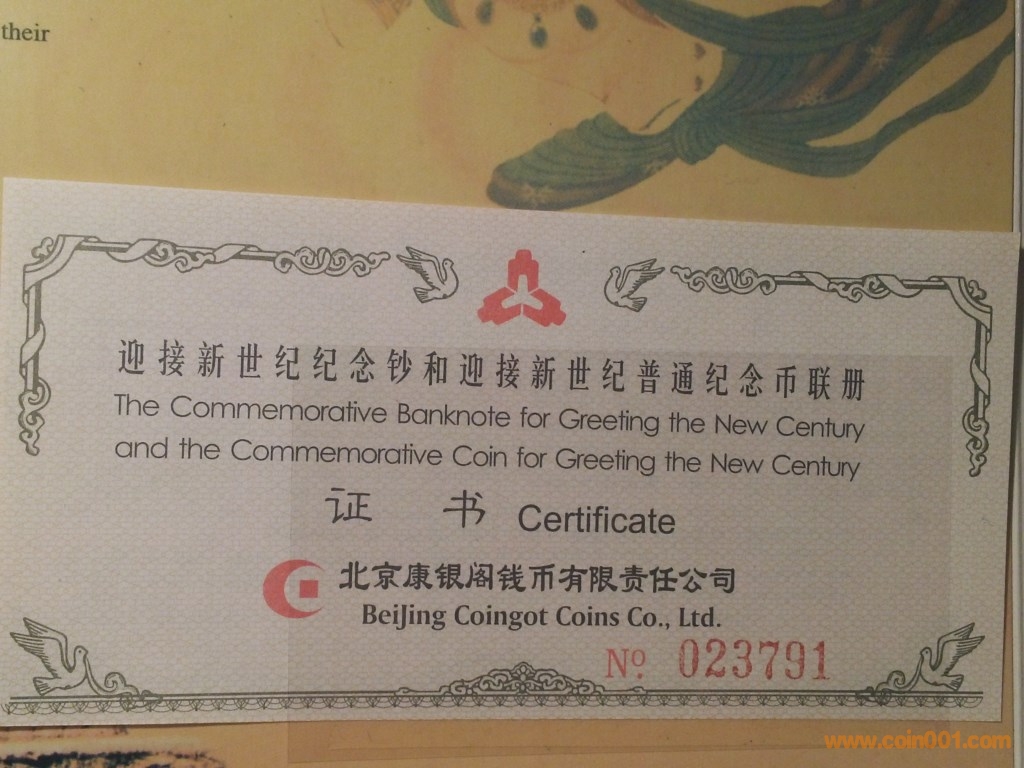 their
迎接新世纪纪念钞和迎接新世纪普通纪念币联册
The Commemorative Banknote for Greeting the New Century
and the Commemorative Coin for Greeting the New Century
证 书 Certificate
北京康银阁钱币有限责任公司
BeiJing Coingot Coins Co., Ltd.
Nº. 023791
www.coin001.com